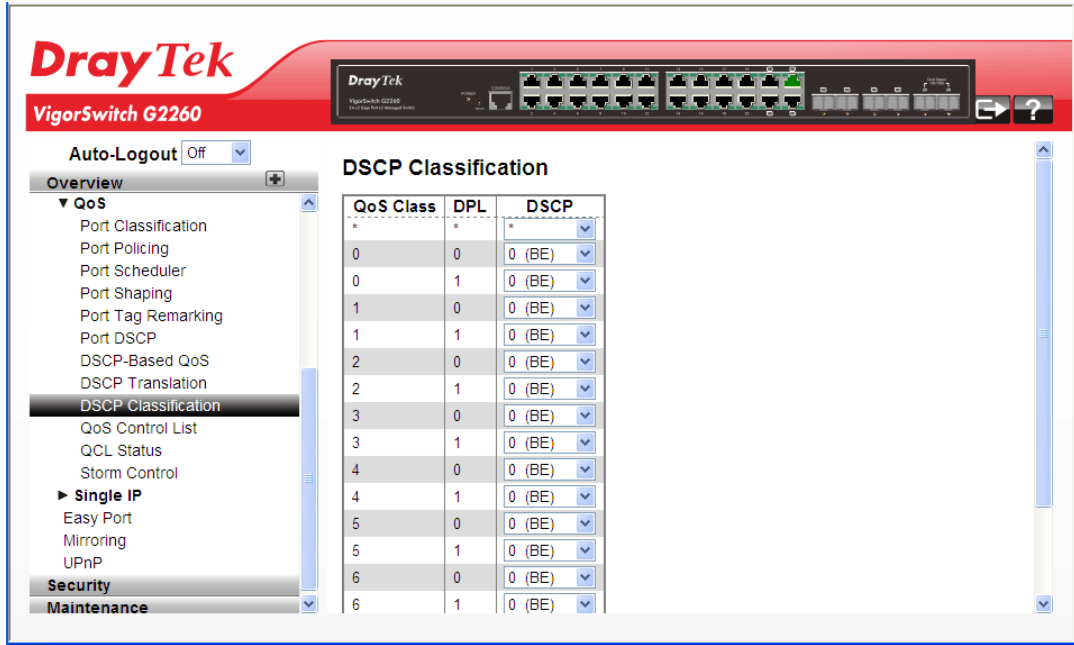 DrayTek
VigorSwitch G2260
DrayTek
VigorSwitch G2260
POWER
CONSOLE
?
Auto-Logout Off
Overview
▼ QoS
Port Classification
Port Policing
Port Scheduler
Port Shaping
Port Tag Remarking
Port DSCP
DSCP-Based QoS
DSCP Translation
DSCP Classification
QoS Control List
QCL Status
Storm Control
► Single IP
Easy Port
Mirroring
UPnP
Security
Maintenance
DSCP Classification
QoS Class DPL DSCP
* * *
0 0 0 (BE)
0 1 0 (BE)
1 0 0 (BE)
1 1 0 (BE)
2 0 0 (BE)
2 1 0 (BE)
3 0 0 (BE)
3 1 0 (BE)
4 0 0 (BE)
4 1 0 (BE)
5 0 0 (BE)
5 1 0 (BE)
6 0 0 (BE)
6 1 0 (BE)